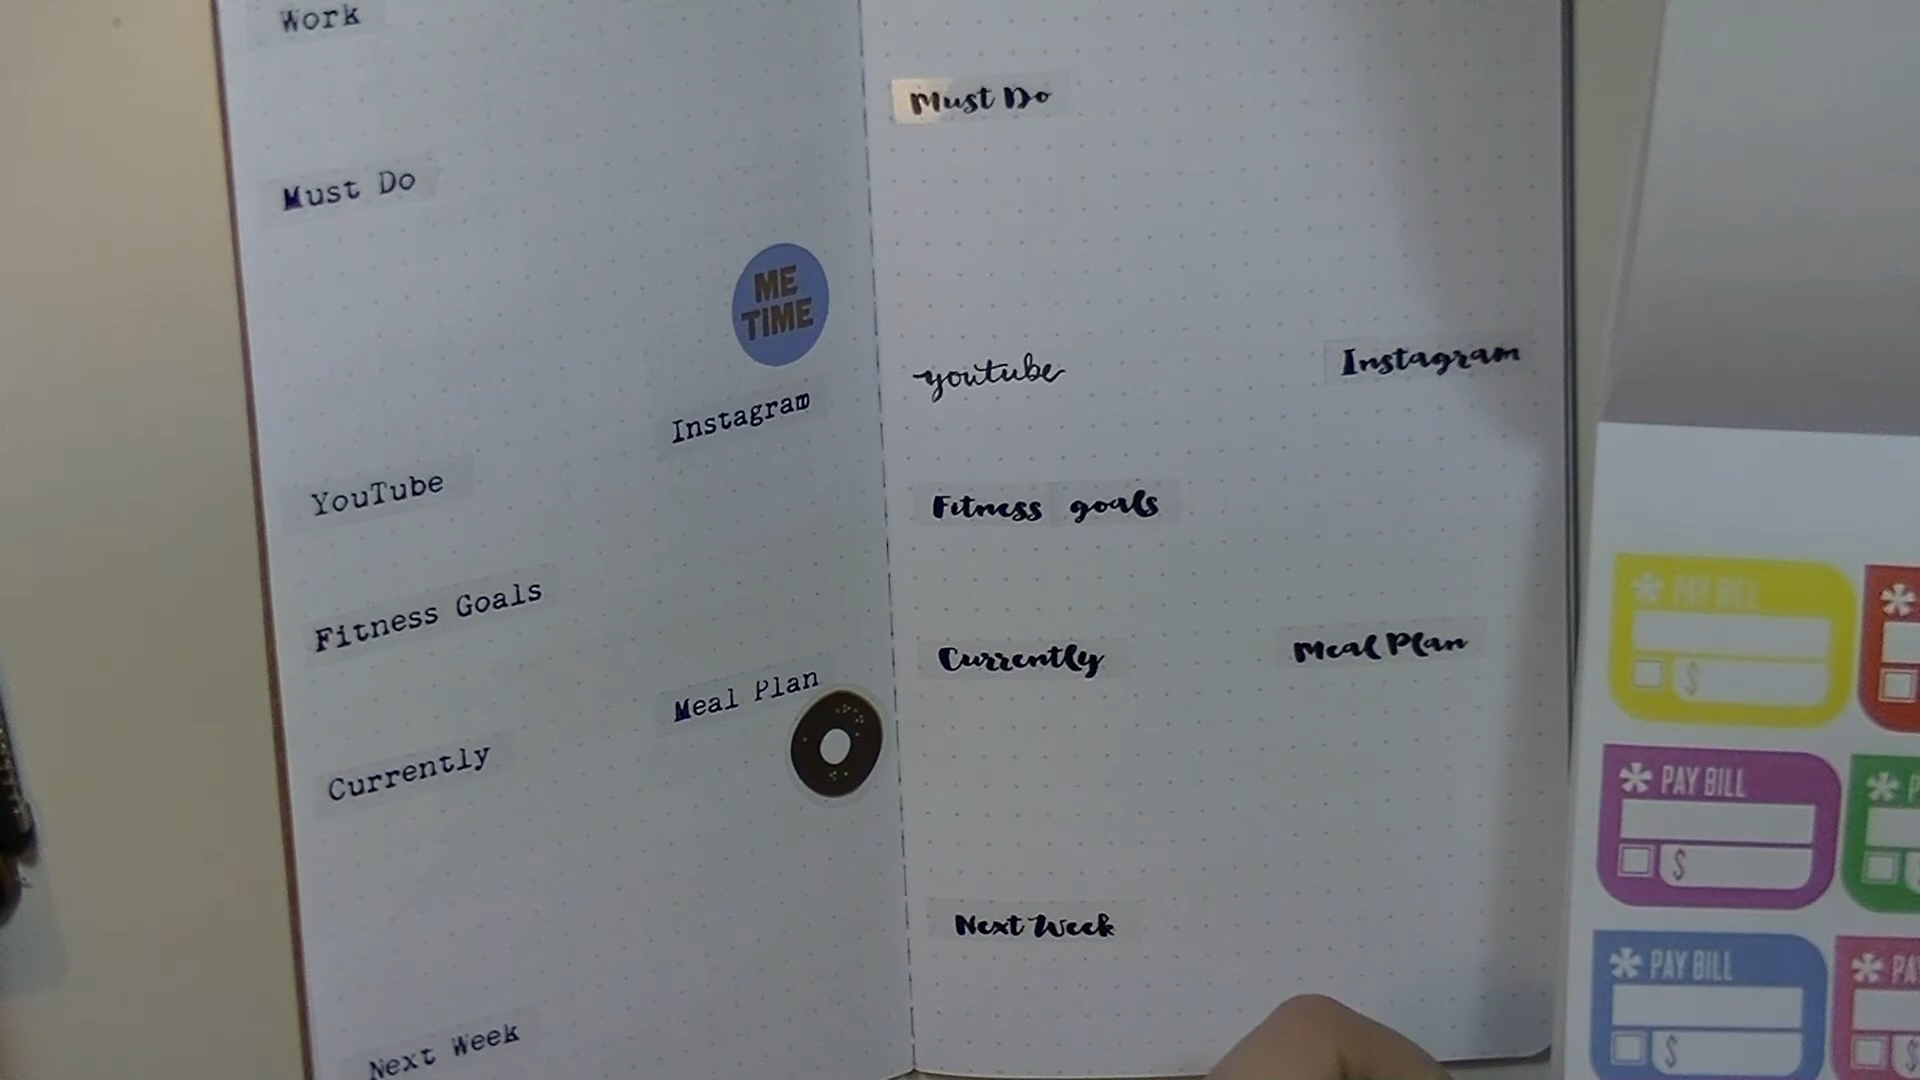 Work
Must Do
ME
TIME
Instagram
YouTube
Fitness Goals
Meal Plan
Currently
Next Week
Must Do
youtube
Instagram
Fitness goals
Currently
Meal Plan
Next Week
* PAY BILL
$
*
* PAY BILL
$
* P
* PAY BILL
$
* PA
$